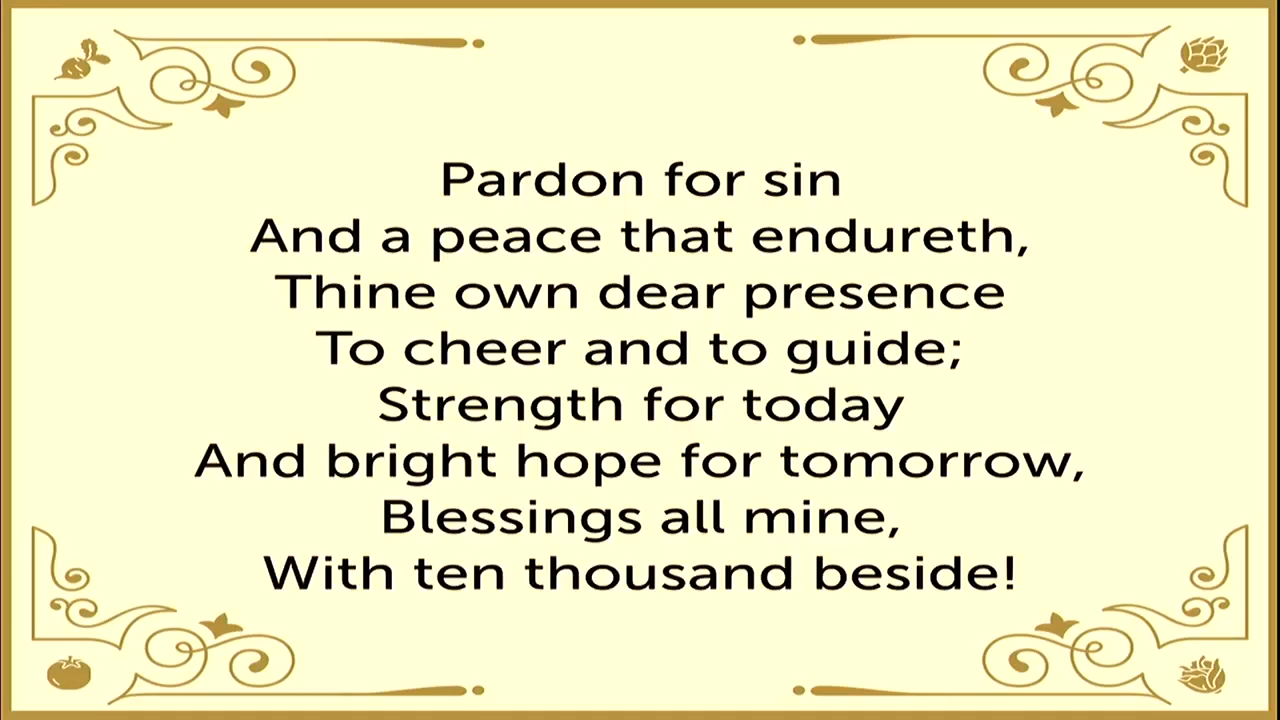 Pardon for sin
And a peace that endureth,
Thine own dear presence
To cheer and to guide;
Strength for today
And bright hope for tomorrow,
Blessings all mine,
With ten thousand beside!